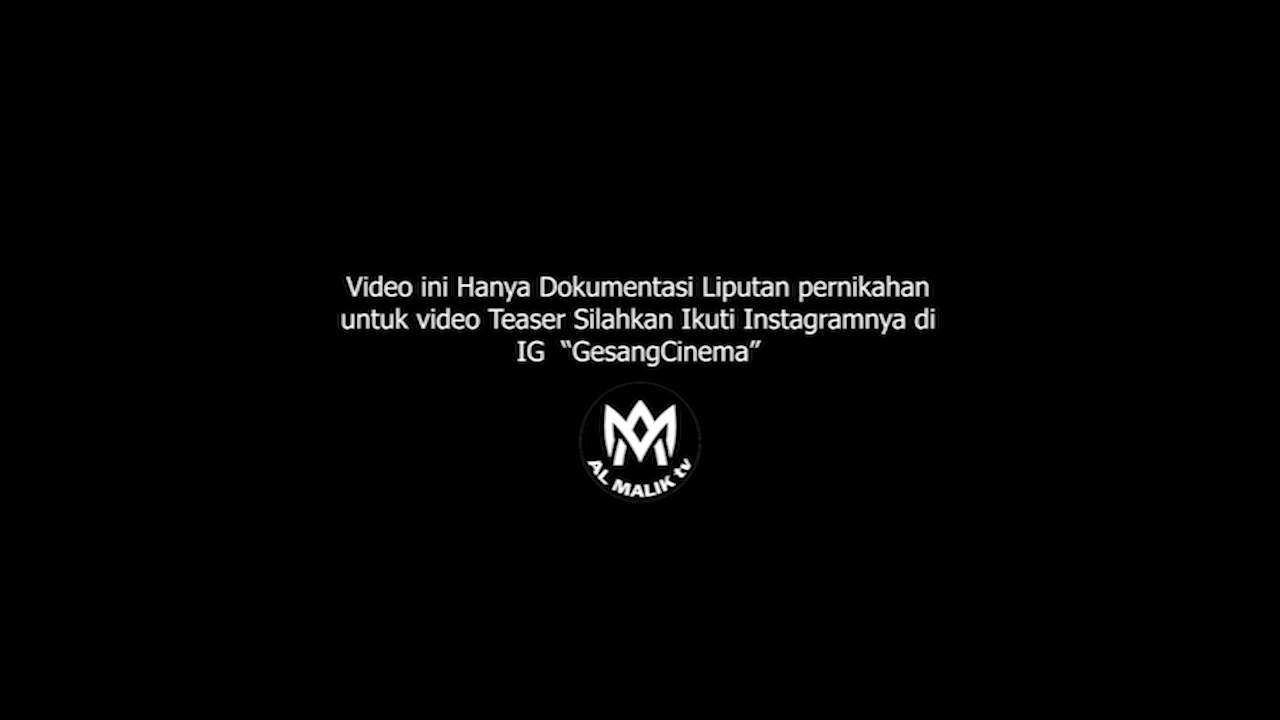 Video ini Hanya Dokumentasi Liputan pernikahan
untuk video Teaser Silahkan Ikuti Instagramnya di
IG “GesangCinema”
AL MALIK tv